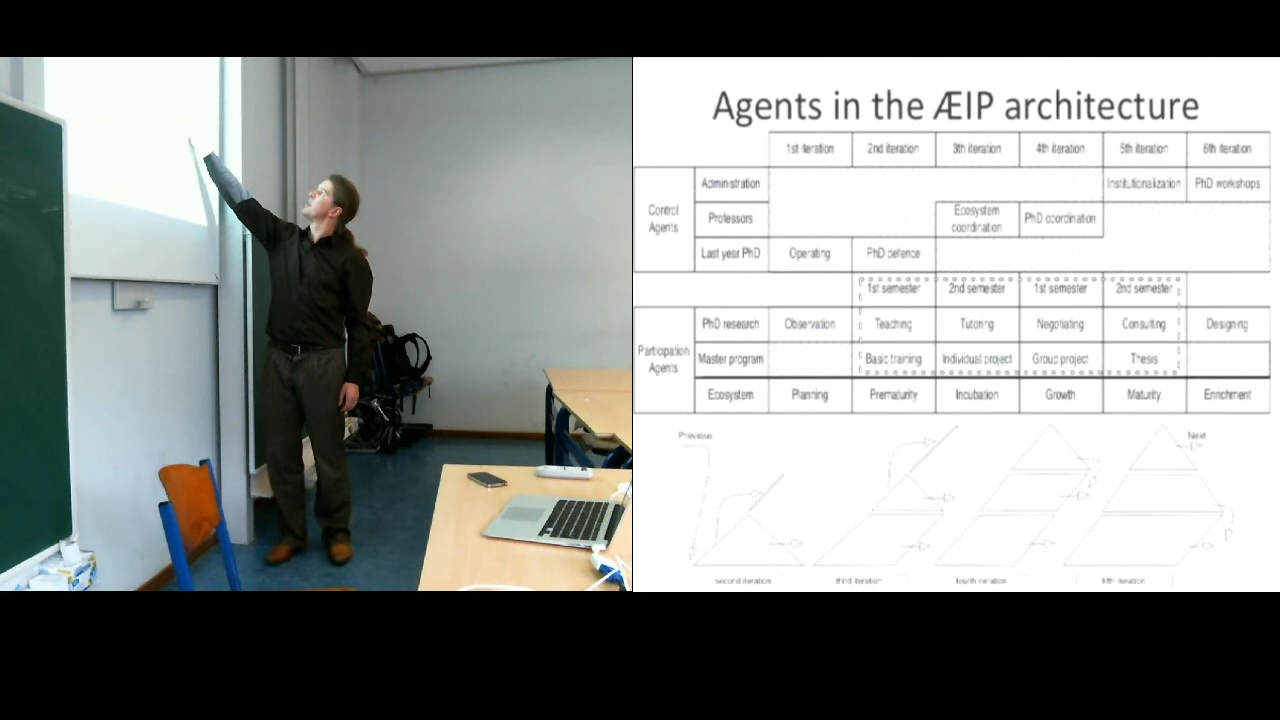 Agents in the ÆIP architecture
1st iteration 2nd iteration 3th iteration 4th iteration 5th iteration 6th iteration
Control Agents
Administration Institutionalization PhD workshops
Professors Ecosystem coordination PhD coordination
Last year PhD Operating PhD defence
1st semester 2nd semester 1st semester 2nd semester
Participation Agents
PhD research Observation Teaching Tutoring Negotiating Consulting Designing
Master program Basic training Individual project Group project Thesis
Ecosystem Planning Prematurity Incubation Growth Maturity Enrichment
Previous Next
second iteration third iteration fourth iteration fifth iteration